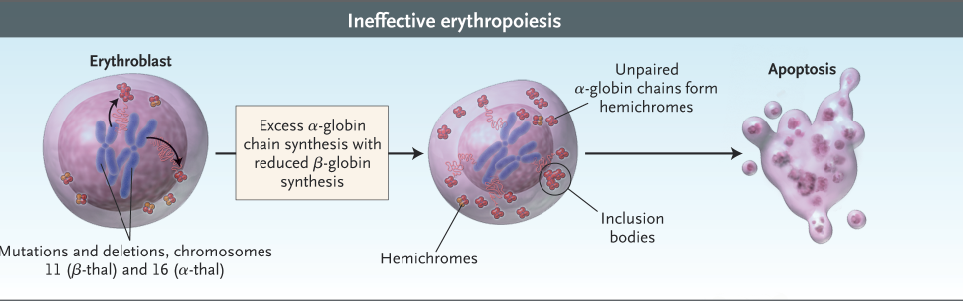 Ineffective erythropoiesis
Erythroblast
Mutations and deletions, chromosomes
11 (β-thal) and 16 (α-thal)
Excess α-globin
chain synthesis with
reduced β-globin
synthesis
Unpaired
α-globin chains form
hemichromes
Hemichromes
Inclusion
bodies
Apoptosis